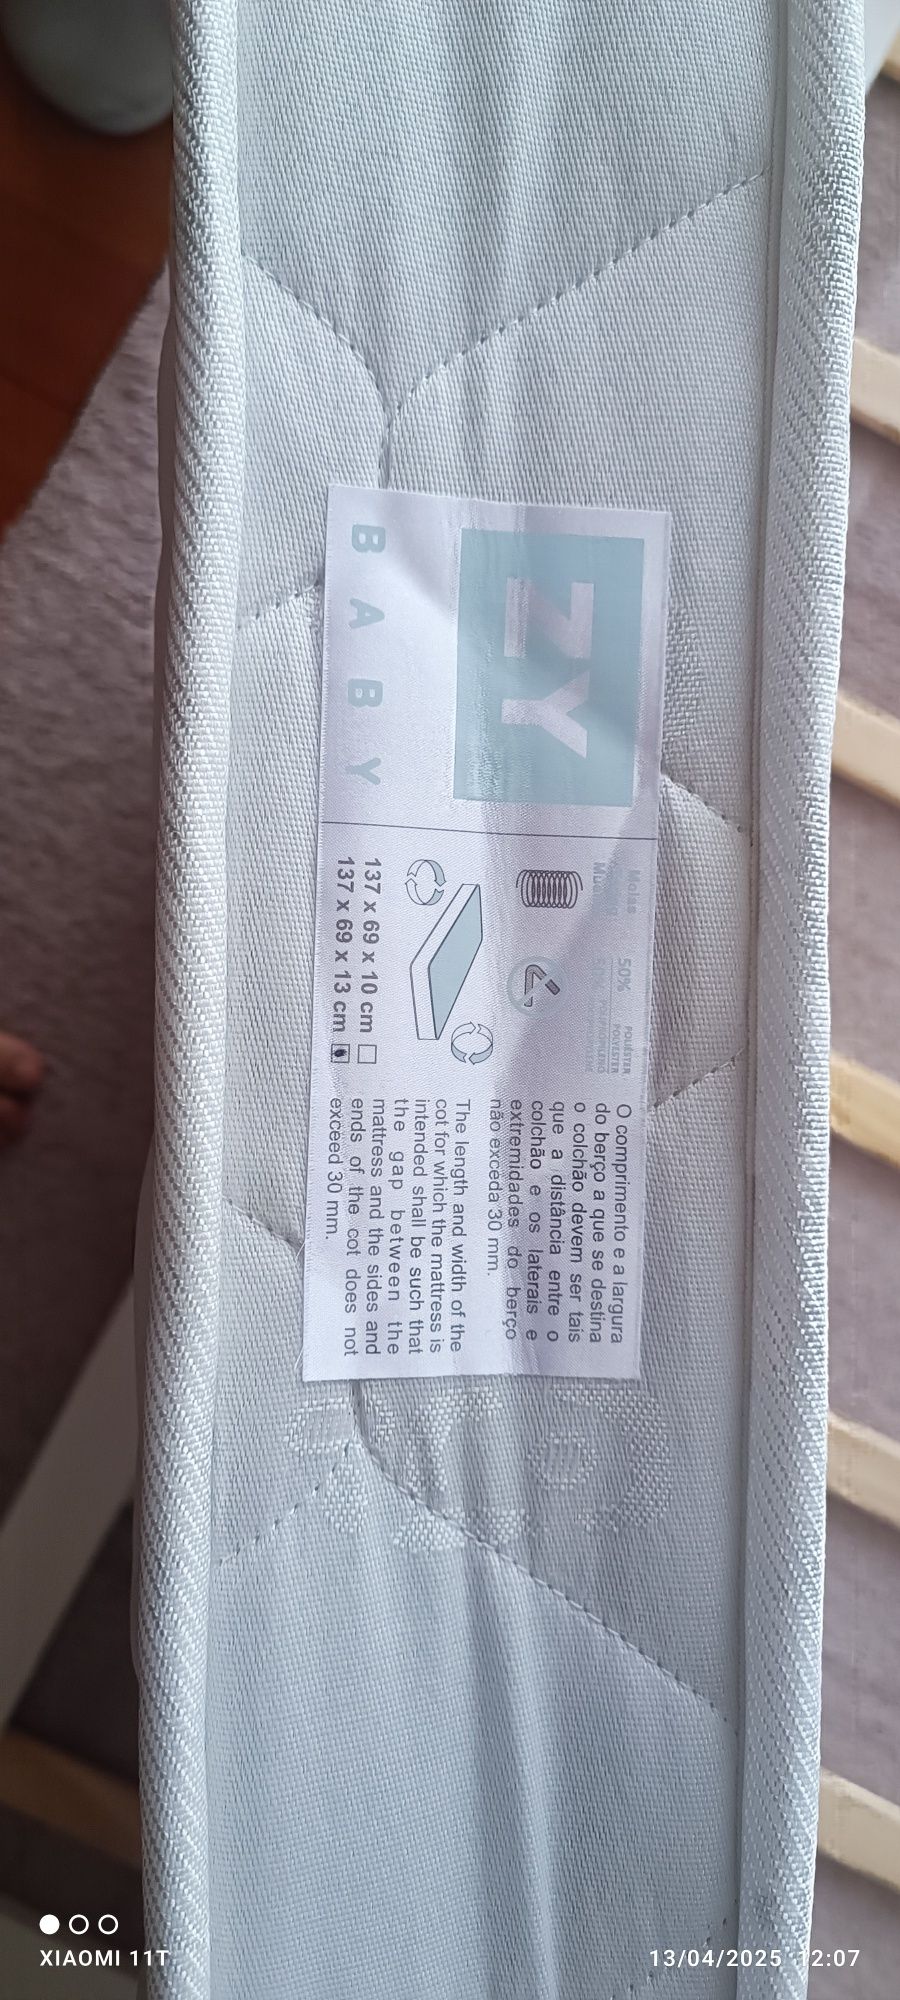 ZY
BABY
Molas
50%
POLIÉSTER
POLYESTER
137 x 69 x 10 cm
137 x 69 x 13 cm
O comprimento e a largura
do berço a que se destina
o colchão devem ser tais
que a distância entre o
colchão e os laterais e
extremidades do berço
não exceda 30 mm.
The length and width of the
cot for which the mattress is
intended shall be such that
the gap between the
mattress and the sides and
ends of the cot does not
exceed 30 mm.
XIAOMI 11T
13/04/2025 12:07